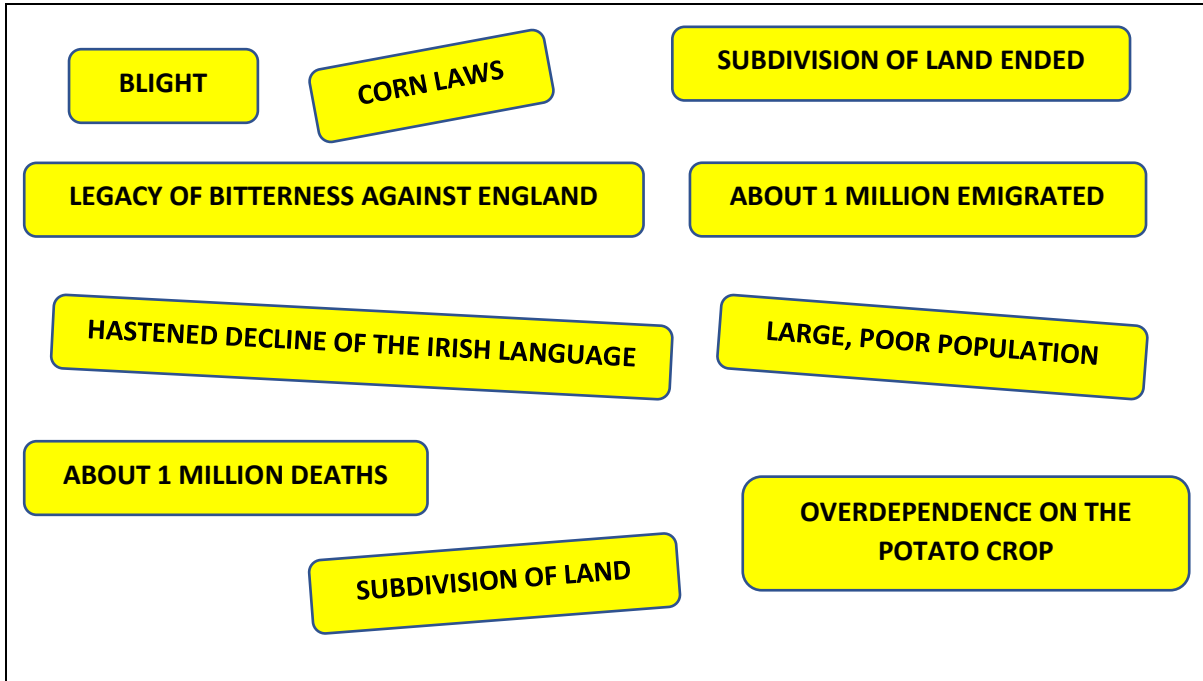 BLIGHT
CORN LAWS
SUBDIVISION OF LAND ENDED
LEGACY OF BITTERNESS AGAINST ENGLAND
ABOUT 1 MILLION EMIGRATED
HASTENED DECLINE OF THE IRISH LANGUAGE
LARGE, POOR POPULATION
ABOUT 1 MILLION DEATHS
OVERDEPENDENCE ON THE
POTATO CROP
SUBDIVISION OF LAND